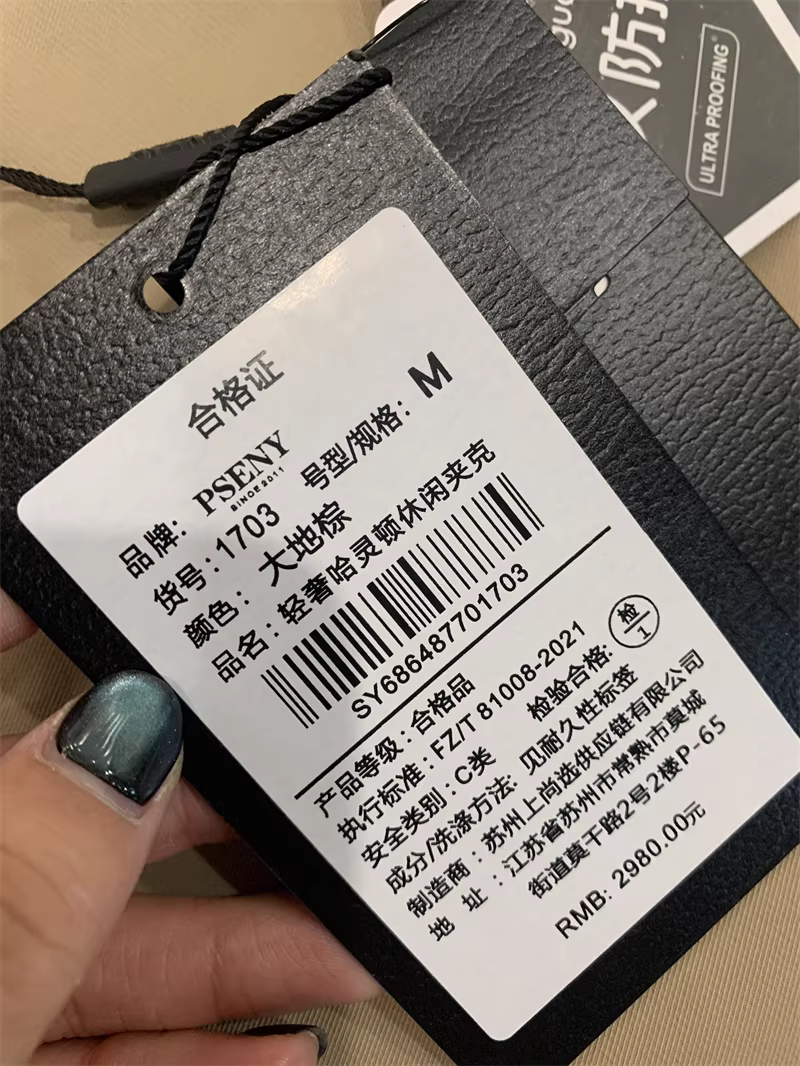 防
ULTRA PROOFING
合格证
品牌: PSENY
SINCE 2011
货号: 1703 号型/规格: M
颜色: 大地棕
品名: 轻奢哈灵顿休闲夹克
SY686487701703
产品等级: 合格品
执行标准: FZ/T 81008-2021
安全类别: C类 检验合格: 检1
成分/洗涤方法: 见耐久性标签
制造商: 苏州上尚选供应链有限公司
地 址: 江苏省苏州市常熟市莫城
街道莫干路2号2楼P-65
RMB: 2980.00元